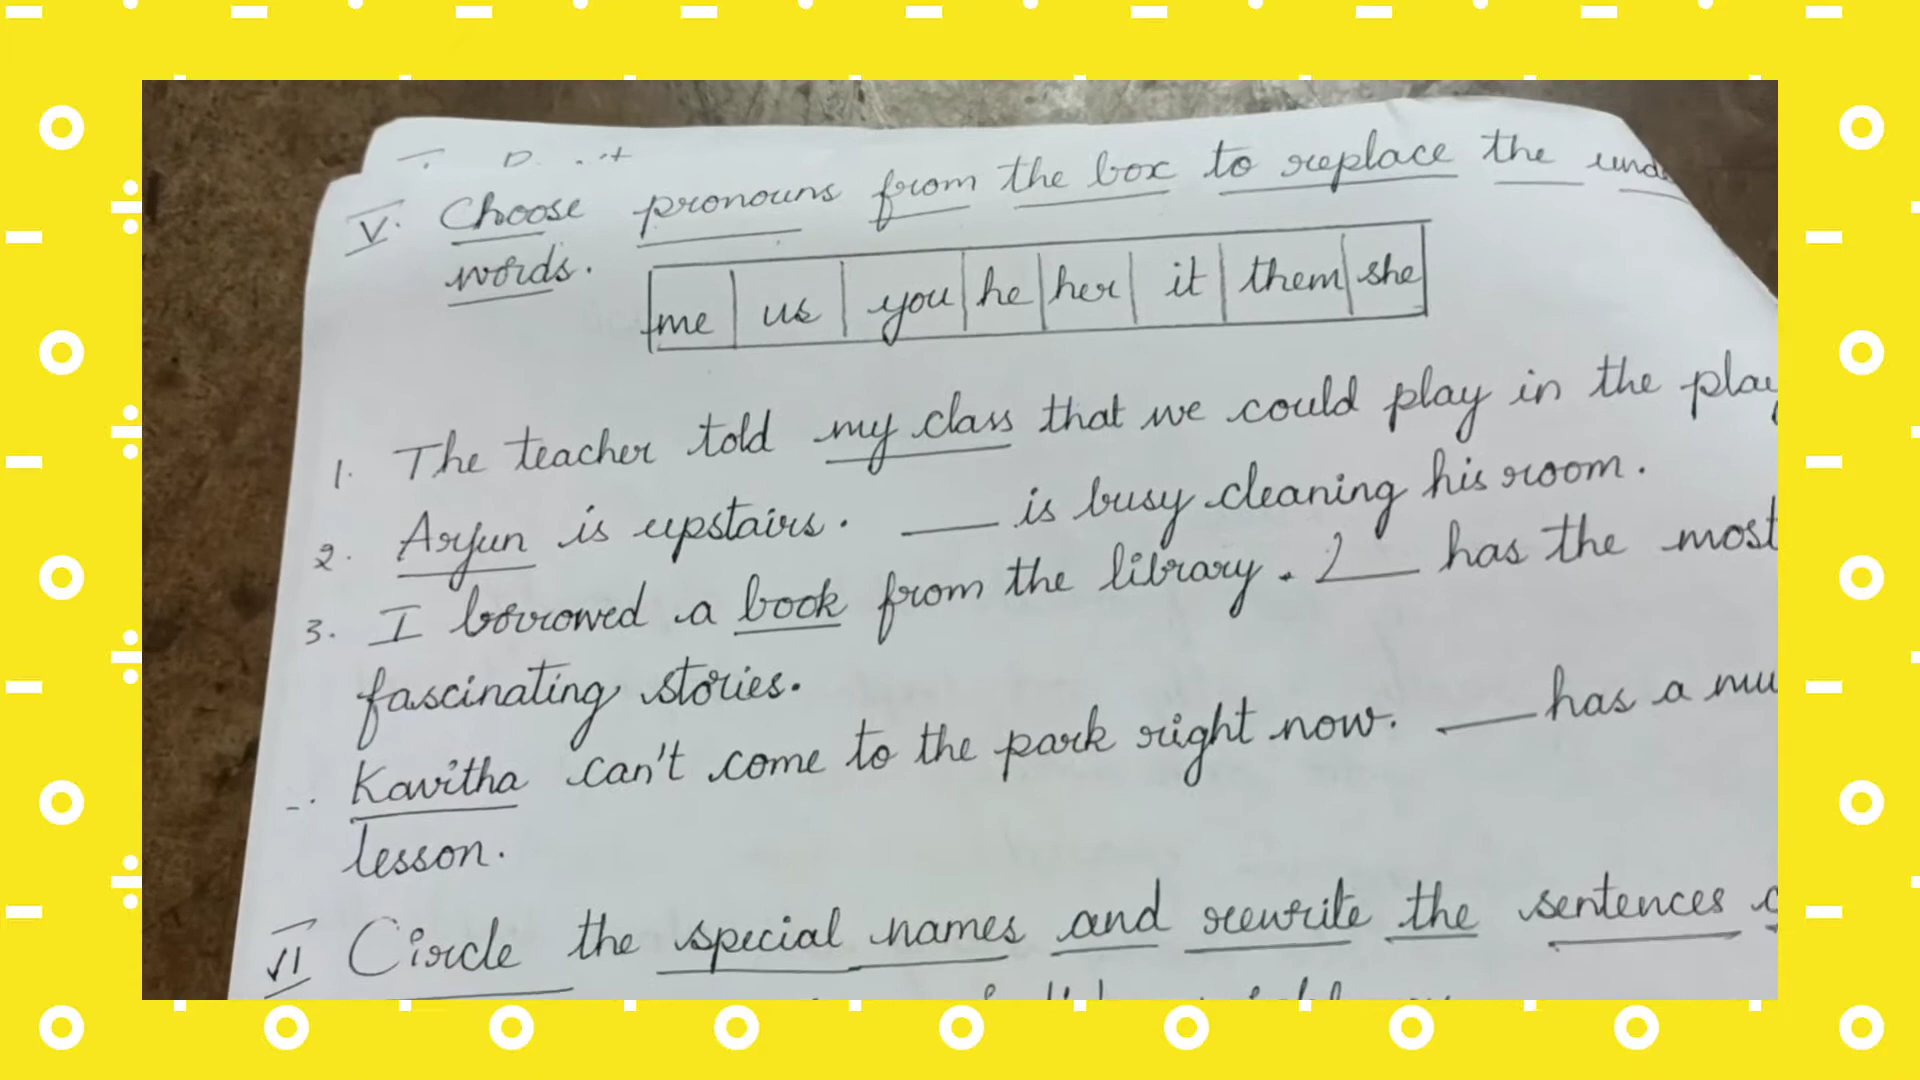 V. Choose pronouns from the box to replace the
words.
me us you he her it them she
1. The teacher told my class that we could play in the
2. Arjun is upstairs. ___ is busy cleaning his room.
3. I borrowed a book from the library. ___ has the most
fascinating stories.
Kavitha can't come to the park right now. ___ has a
lesson.
VI Circle the special names and rewrite the sentences